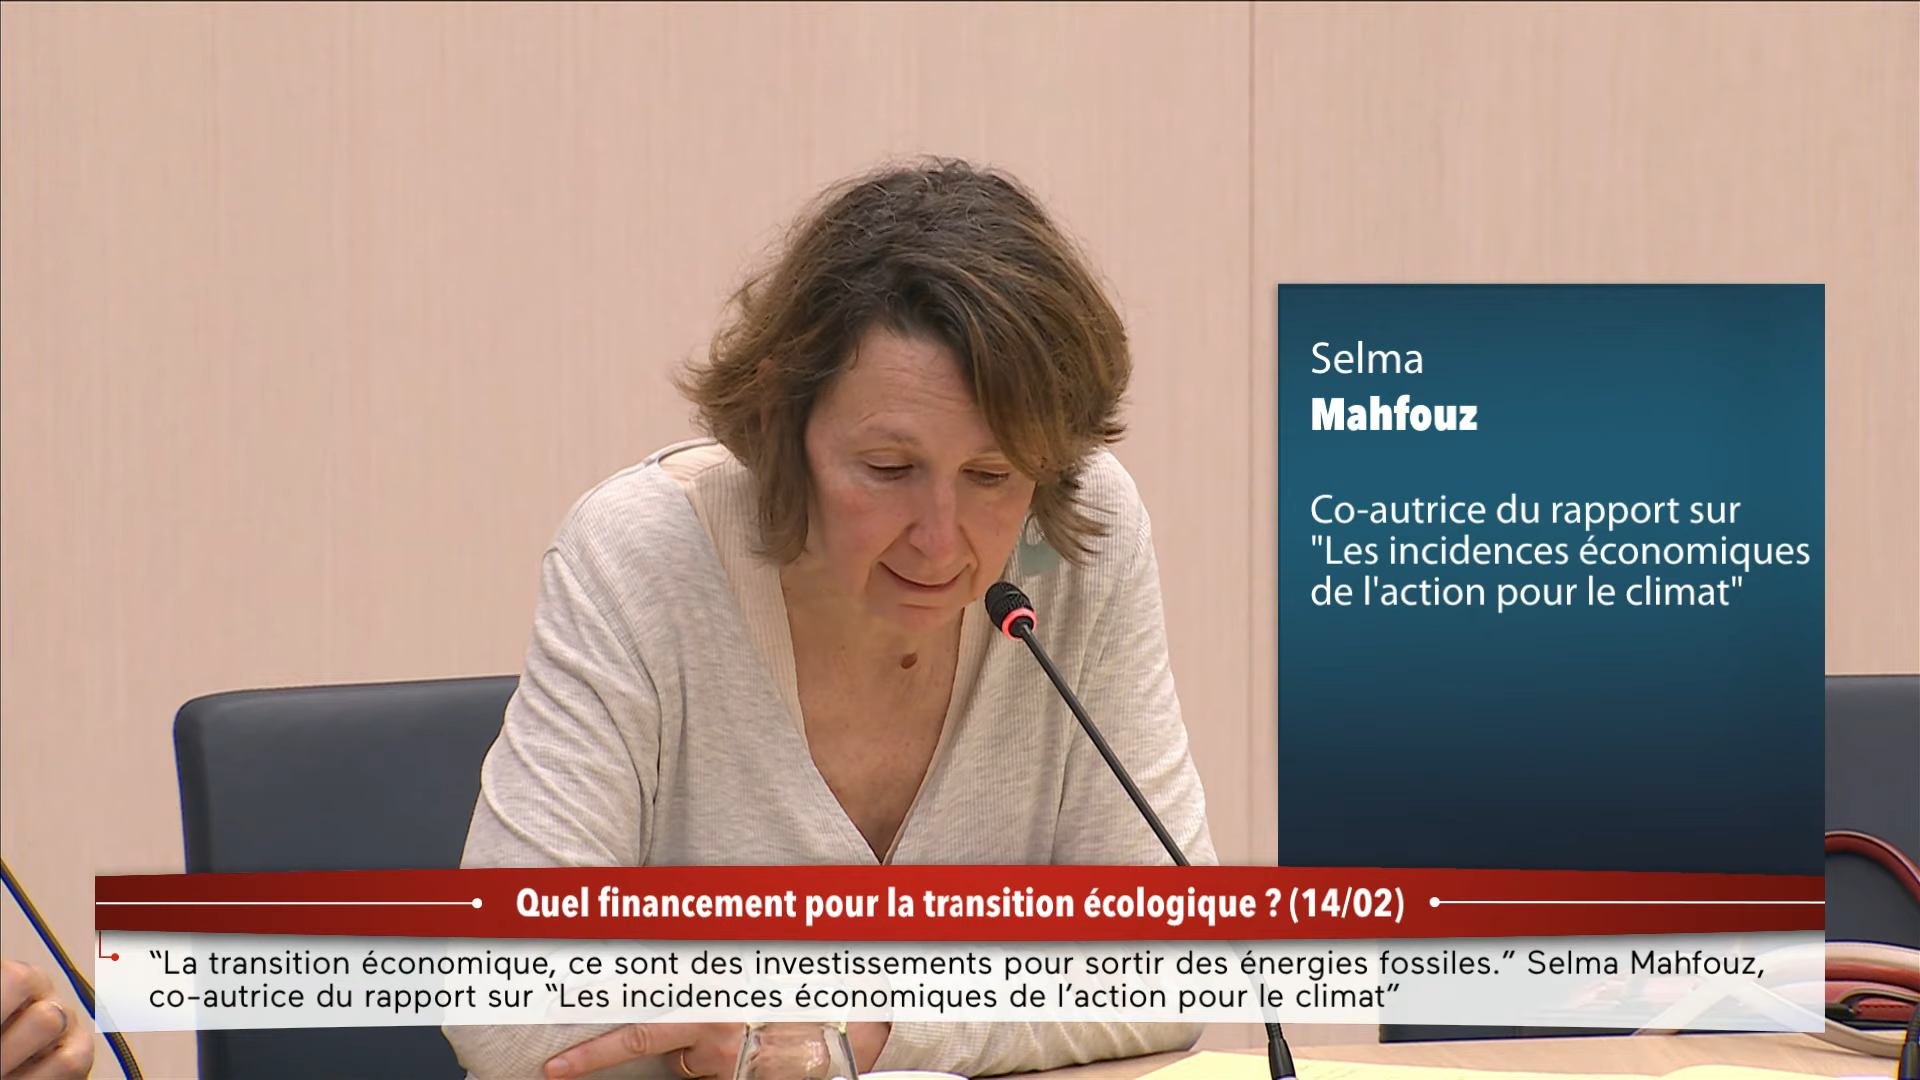 Selma
Mahfouz
Co-autrice du rapport sur
"Les incidences économiques
de l'action pour le climat"
Quel financement pour la transition écologique ? (14/02)
“La transition économique, ce sont des investissements pour sortir des énergies fossiles.” Selma Mahfouz,
co-autrice du rapport sur “Les incidences économiques de l’action pour le climat”